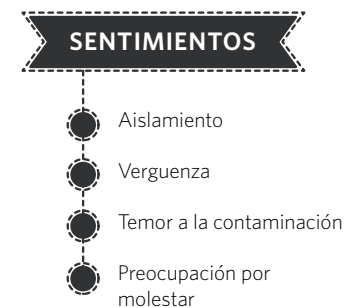 SENTIMIENTOS
Aislamiento
Verguenza
Temor a la contaminación
Preocupación por
molestar